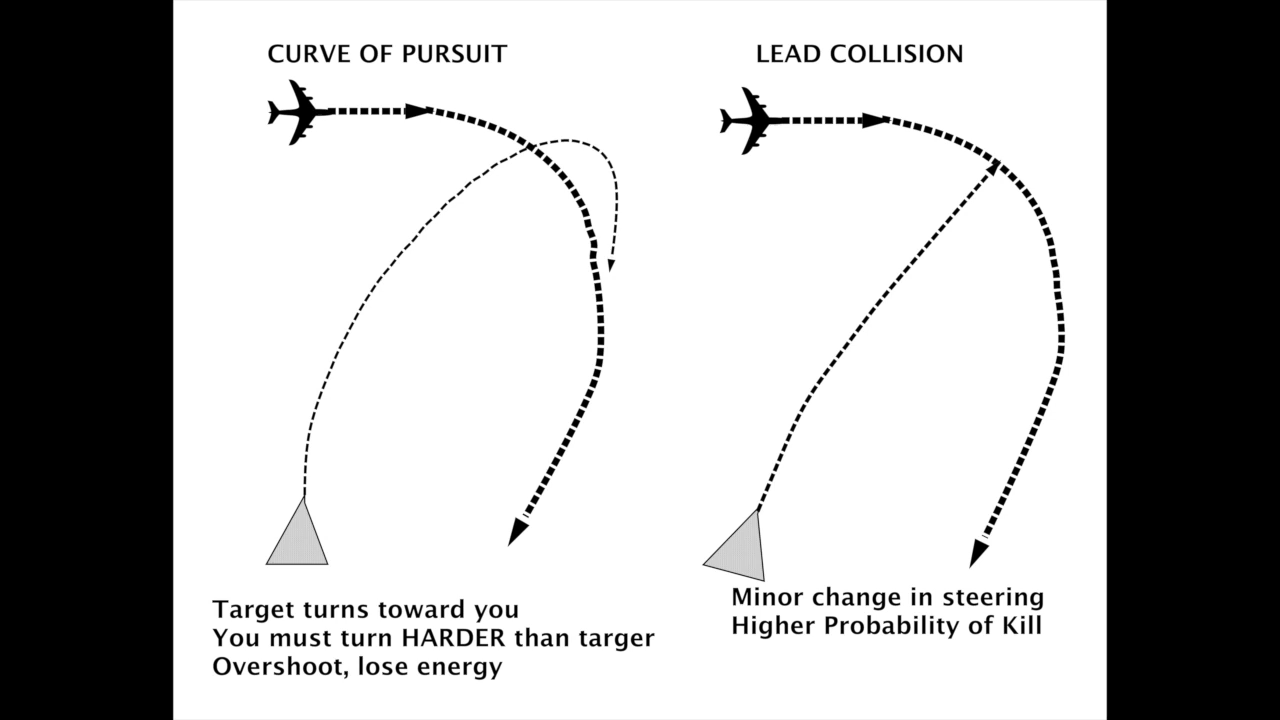 CURVE OF PURSUIT
LEAD COLLISION
Target turns toward you
You must turn HARDER than targer
Overshoot, lose energy
Minor change in steering
Higher Probability of Kill